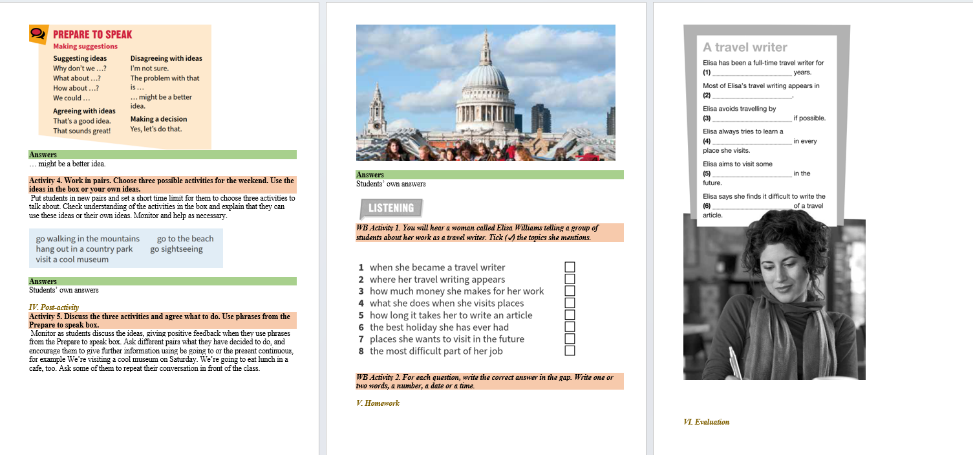 PREPARE TO SPEAK
Making suggestions
Suggesting ideas
Why don't we ...?
What about ...?
How about ...?
We could ...
Agreeing with ideas
That's a good idea.
That sounds great!
Disagreeing with ideas
I'm not sure.
The problem with that
is ...
... might be a better
idea.
Making a decision
Yes, let's do that.
Answers
… might be a better idea.
Activity 4. Work in pairs. Choose three possible activities for the weekend. Use the
ideas in the box or your own ideas.
Put students in new pairs and set a short time limit for them to choose three activities to
talk about. Check understanding of the activities in the box and explain that they can
use these ideas or their own ideas. Monitor and help as necessary.
go walking in the mountains go to the beach
hang out in a country park go sightseeing
visit a cool museum
Answers
Students' own answers
IV. Post-activity
Activity 5. Discuss the three activities and agree what to do. Use phrases from the
Prepare to speak box.
Monitor as students discuss the ideas, giving positive feedback when they use phrases
from the Prepare to speak box. Ask different pairs what they have decided to do, and
encourage them to give further information using be going to or the present continuous,
for example We're visiting a cool museum on Saturday. We're going to eat lunch in a
cafe, too. Ask some of them to repeat their conversation in front of the class.
Answers
Students' own answers
LISTENING
WB Activity 1. You will hear a woman called Eliza Williams telling a group of
students about her work as a travel writer. Tick (✓) the topics she mentions.
1 when she became a travel writer
2 where her travel writing appears
3 how much money she makes for her work
4 what she does when she visits places
5 how long it takes her to write an article
6 the best holiday she has ever had
7 places she wants to visit in the future
8 the most difficult part of her job
WB Activity 2. For each question, write the correct answer in the gap. Write one or
two words, a number, a date or a time.
V. Homework
A travel writer
Elisa has been a full-time travel writer for
(1) ____________________ years.
Most of Elisa's travel writing appears in
(2) ____________________.
Elisa avoids travelling by
(3) ____________________ if possible.
Elisa always tries to learn a
(4) ____________________ in every
place she visits.
Elisa aims to visit some
(5) ____________________ in the
future.
Elisa says she finds it difficult to write the
(6) ____________________ of a travel
article.
VI. Evaluation